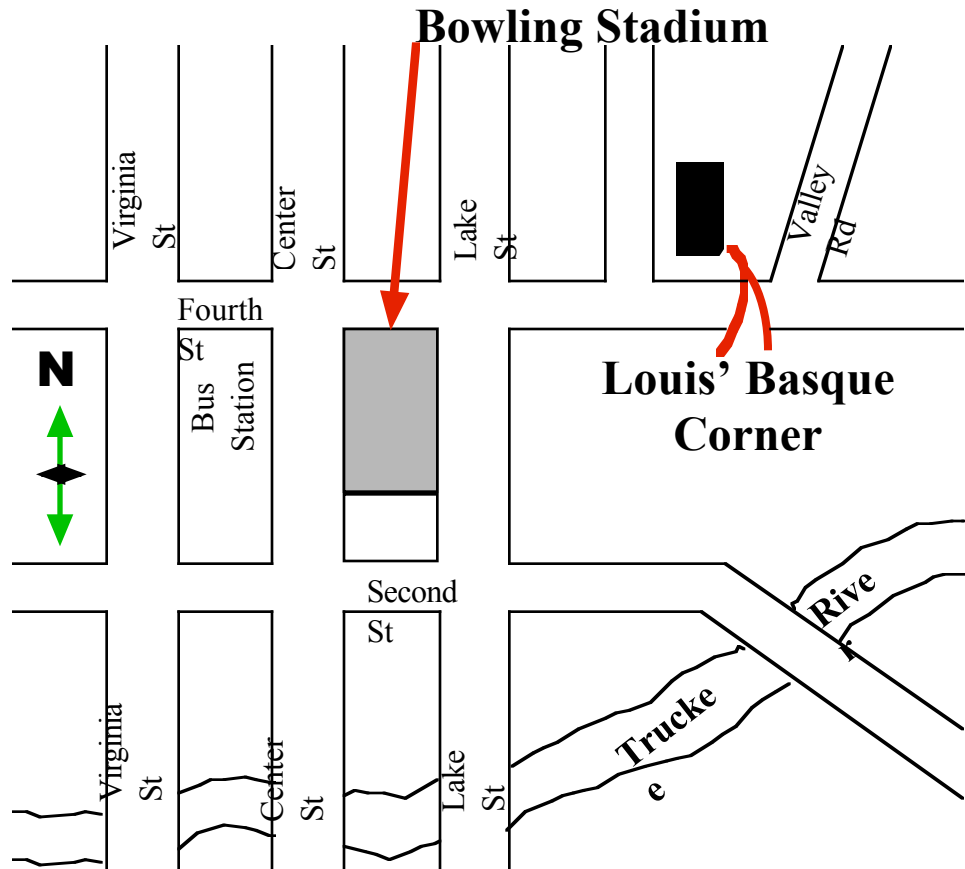 Bowling Stadium
Virginia
St
Center
St
Lake
St
Valley
Rd
Fourth
St
Bus
Station
N
Louis’ Basque
Corner
Second
St
Rive
r
Trucke
e
Virginia
St
Center
St
Lake
St